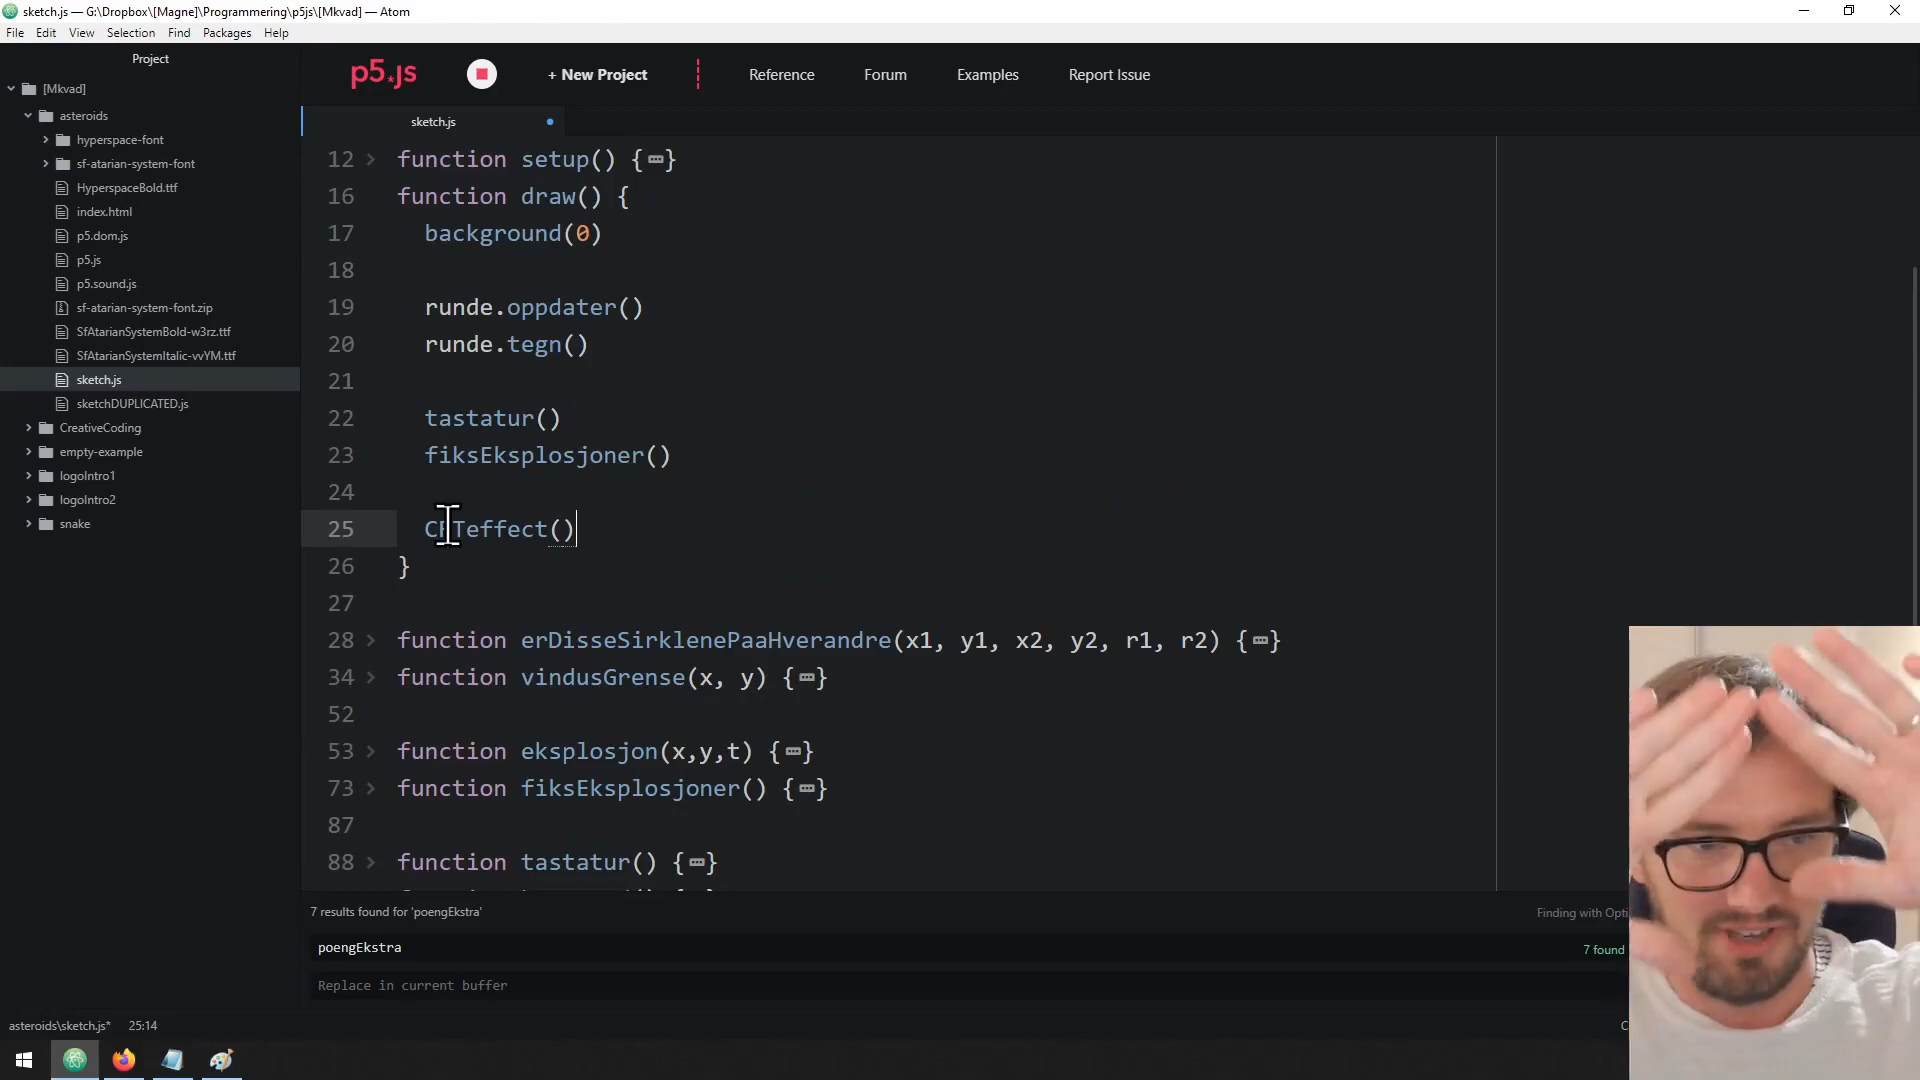 sketch.js — G:\Dropbox\[Magne]\Programmering\p5js\[Mkvad] — Atom
File Edit View Selection Find Packages Help
Project
[Mkvad]
asteroids
hyperspace-font
sf-atarian-system-font
HyperspaceBold.ttf
index.html
p5.dom.js
p5.js
p5.sound.js
sf-atarian-system-font.zip
SfAtarianSystemBold-w3rz.ttf
SfAtarianSystemItalic-vvYM.ttf
sketch.js
sketchDUPLICATED.js
CreativeCoding
empty-example
logoIntro1
logoIntro2
snake
p5*js + New Project Reference Forum Examples Report Issue
sketch.js
12 function setup() {
}
16 function draw() {
17 background(0)
18
19 runde.oppdater()
20 runde.tegn()
21
22 tastatur()
23 fiksEksplosjoner()
24
25 CRTeffect()
26 }
27
28 function erDisseSirklenePaaHverandre(x1, y1, x2, y2, r1, r2) {
}
34 function vindusGrense(x, y) {
}
52
53 function eksplosjon(x,y,t) {
}
73 function fiksEksplosjoner() {
}
87
88 function tastatur() {
}
7 results found for 'poengEkstra'
Finding with
poengEkstra
7 found
Replace in current buffer
asteroids\sketch.js* 25:14